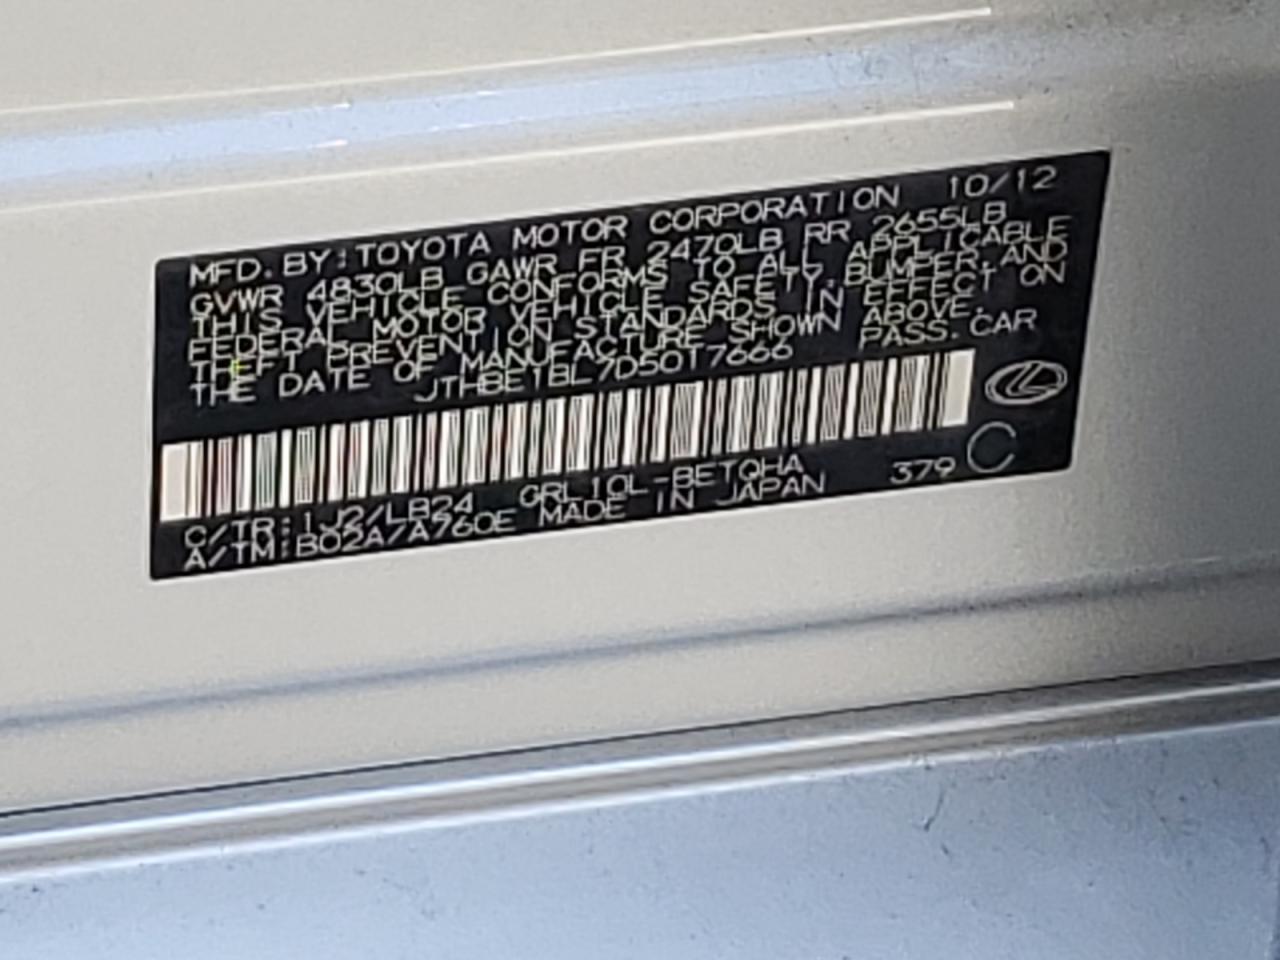 MFD. BY: TOYOTA MOTOR CORPORATION 10/12
GVWR 4830LB GAWR FR 2470LB RR 2655LB
THIS VEHICLE CONFORMS TO ALL APPLICABLE
FEDERAL MOTOR VEHICLE SAFETY, BUMPER, AND
THEFT PREVENTION STANDARDS IN EFFECT ON
THE DATE OF MANUFACTURE SHOWN ABOVE.
JTHBE1BL7D5017666 PASS. CAR
C/TR: 1J2/LB24 GRL10L-BETQHA 379 C
A/TM: B02A/A760E MADE IN JAPAN